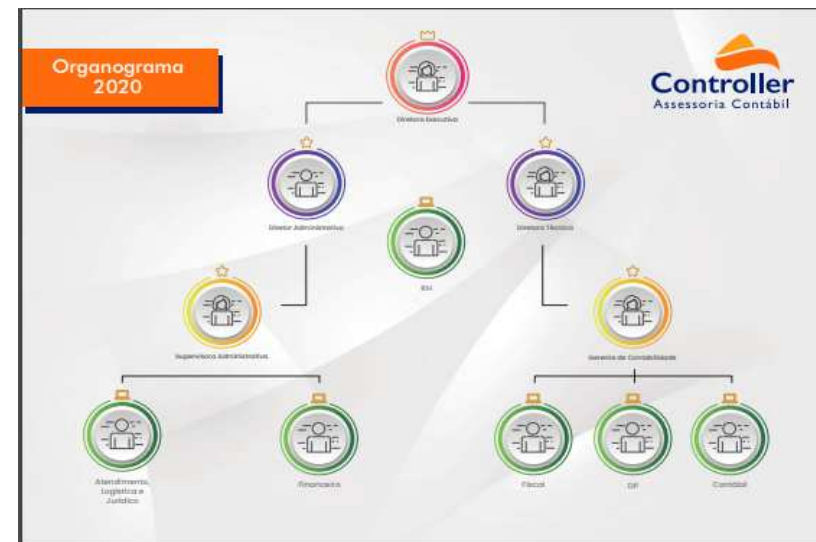 Organograma
2020
Controller
Assessoria Contábil
Diretora Executiva
Diretor Administrativo
Diretora Técnica
RH
Supervisora Administrativa
Gerente de Contabilidade
Atendimento,
Logística e
Jurídico
Financeiro
Fiscal
DP
Contábil